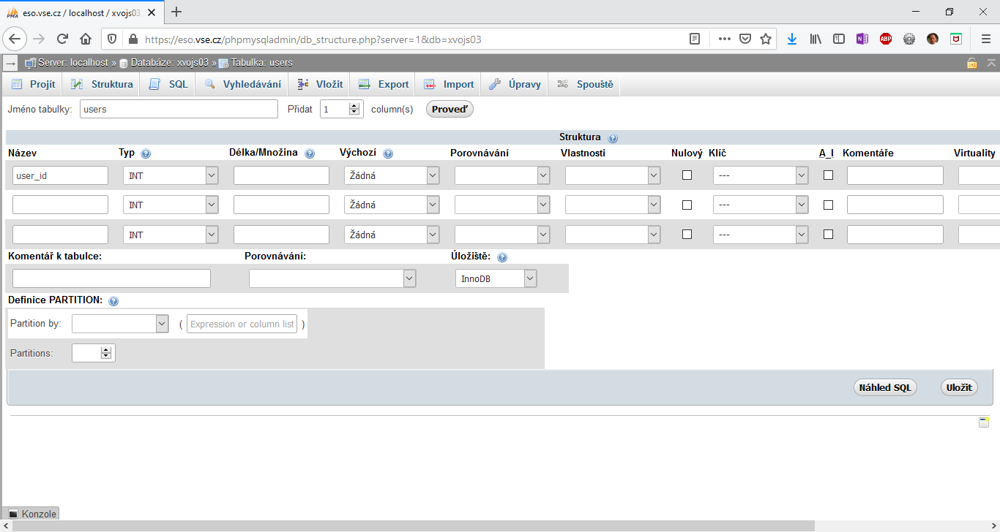 eso.vse.cz / localhost / xvojs03
https://eso.vse.cz/phpmysqladmin/db_structure.php?server=1&db=xvojs03
ABP
Server: localhost » Databáze: xvojs03 » Tabulka: users
Projít Struktura SQL Vyhledávání Vložit Export Import Úpravy Spouště
Jméno tabulky: users Přidat 1 column(s) Proveď
Struktura
Název Typ Délka/Množina Výchozí Porovnávání Vlastnosti Nulový Klíč A_I Komentáře Virtuality
user_id INT Žádná ---
INT Žádná ---
INT Žádná ---
Komentář k tabulce: Porovnávání: Úložiště:
InnoDB
Definice PARTITION:
Partition by: ( Expression or column list )
Partitions:
Náhled SQL Uložit
Konzole